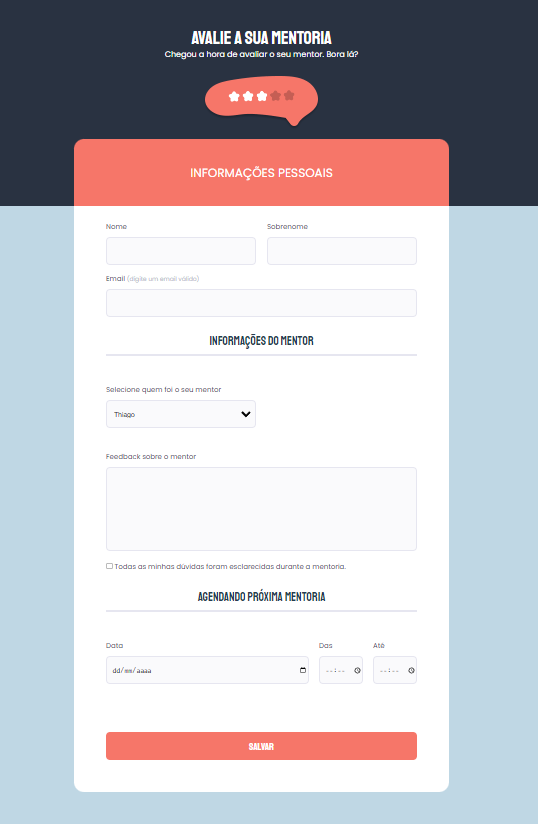 AVALIE A SUA MENTORIA
Chegou a hora de avaliar o seu mentor. Bora lá?
INFORMAÇÕES PESSOAIS
Nome Sobrenome
Email (digite um email válido)
INFORMAÇÕES DO MENTOR
Selecione quem foi o seu mentor
Thiago
Feedback sobre o mentor
Todas as minhas dúvidas foram esclarecidas durante a mentoria.
AGENDANDO PRÓXIMA MENTORIA
Data Das Até
dd/mm/aaaa --:-- --:--
SALVAR